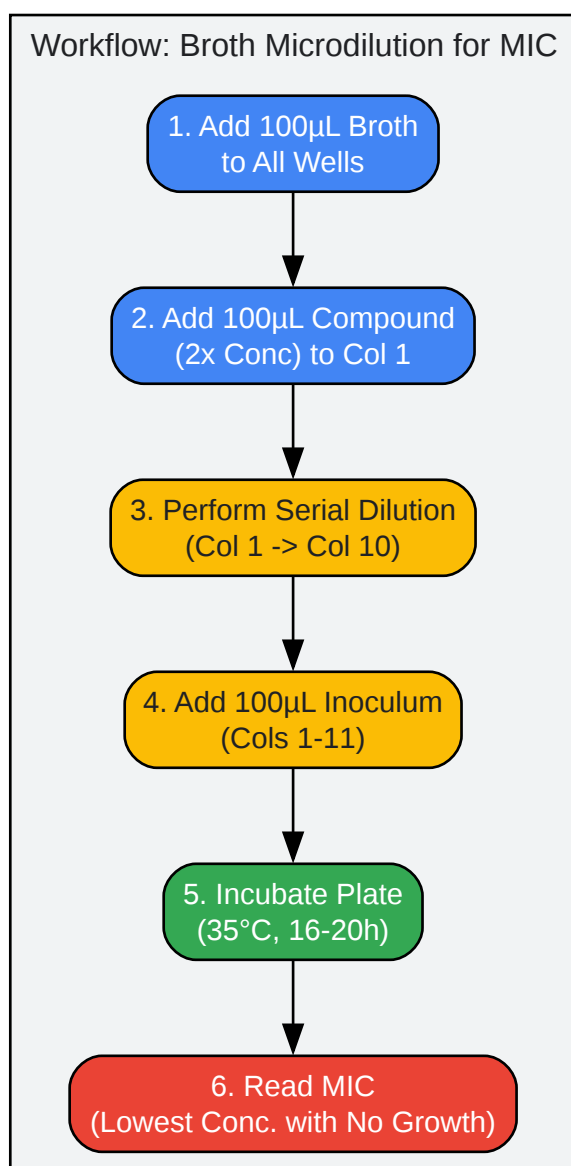 Workflow: Broth Microdilution for MIC
1. Add 100µL Broth
to All Wells
2. Add 100µL Compound
(2x Conc) to Col 1
3. Perform Serial Dilution
(Col 1 -> Col 10)
4. Add 100µL Inoculum
(Cols 1-11)
5. Incubate Plate
(35°C, 16-20h)
6. Read MIC
(Lowest Conc. with No Growth)